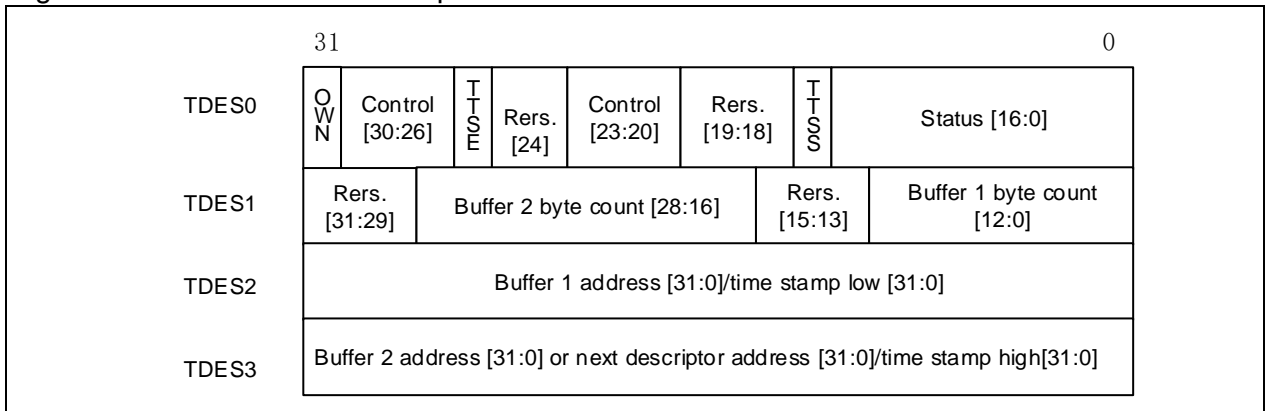 31 0
TDES0 OWN Control [30:26] TTSE Rers. [24] Control [23:20] Rers. [19:18] TTSS Status [16:0]
TDES1 Rers. [31:29] Buffer 2 byte count [28:16] Rers. [15:13] Buffer 1 byte count [12:0]
TDES2 Buffer 1 address [31:0]/time stamp low [31:0]
TDES3 Buffer 2 address [31:0] or next descriptor address [31:0]/time stamp high[31:0]